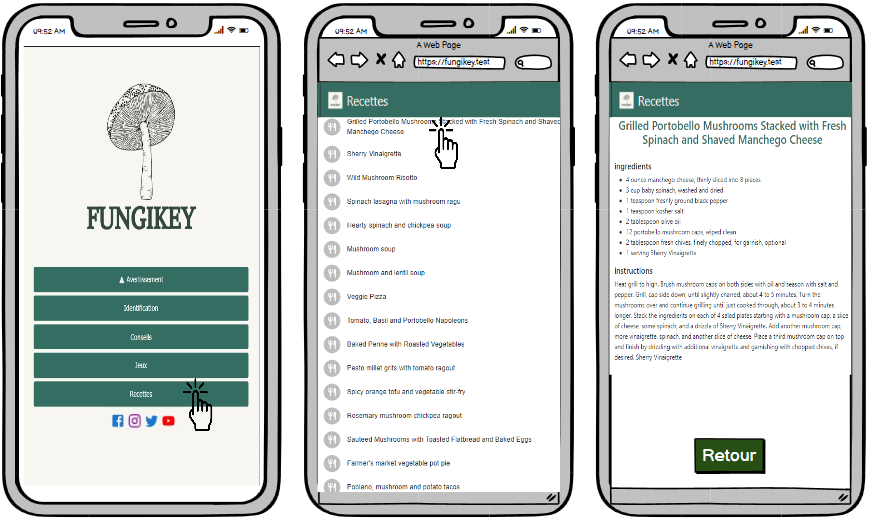 09:52 AM
FUNGIKEY
Avertissement
Identification
Conseils
Jeux
Recettes
09:52 AM
A Web Page
https://fungikey.test
Recettes
Grilled Portobello Mushrooms Stacked with Fresh Spinach and Shaved
Manchego Cheese
Sherry Vinaigrette
Wild Mushroom Risotto
Spinach lasagna with mushroom ragu
Hearty spinach and chickpea soup
Mushroom soup
Mushroom and lentil soup
Veggie Pizza
Tomato, Basil and Portobello Napoleons
Baked Penne with Roasted Vegetables
Pesto millet grits with tomato ragout
Spicy orange tofu and vegetable stir-fry
Rosemary mushroom chickpea ragout
Sauteed Mushrooms with Toasted Flatbread and Baked Eggs
Farmer's market vegetable pot pie
Poblano, mushroom and potato tacos
09:52 AM
A Web Page
https://fungikey.test
Recettes
Grilled Portobello Mushrooms Stacked with Fresh
Spinach and Shaved Manchego Cheese
ingredients
4 ounce manchego cheese, thinly sliced into 8 pieces
3 cup baby spinach, washed and dried
1 teaspoon freshly ground black pepper
1 teaspoon kosher salt
2 tablespoon olive oil
12 portobello mushroom caps, wiped clean
2 tablespoon fresh chives, finely chopped, for garnish, optional
1 serving Sherry Vinaigrette
instructions
Heat grill to high. Brush mushroom caps on both sides with oil and season with salt and
pepper. Grill, cap side down, until slightly charred, about 4 to 5 minutes. Turn the
mushrooms over and continue grilling until, just cooked through, about 3 to 4 minutes
longer. Stack the ingredients on each of 4 salad plates starting with a mushroom cap, a slice
of cheese, some spinach, and a drizzle of Sherry Vinaigrette. Add another mushroom cap,
more vinaigrette, spinach, and another slice of cheese. Place a third mushroom cap on top
and finish by drizzling with additional vinaigrette and garnishing with chopped chives, if
desired. Sherry Vinaigrette
Retour